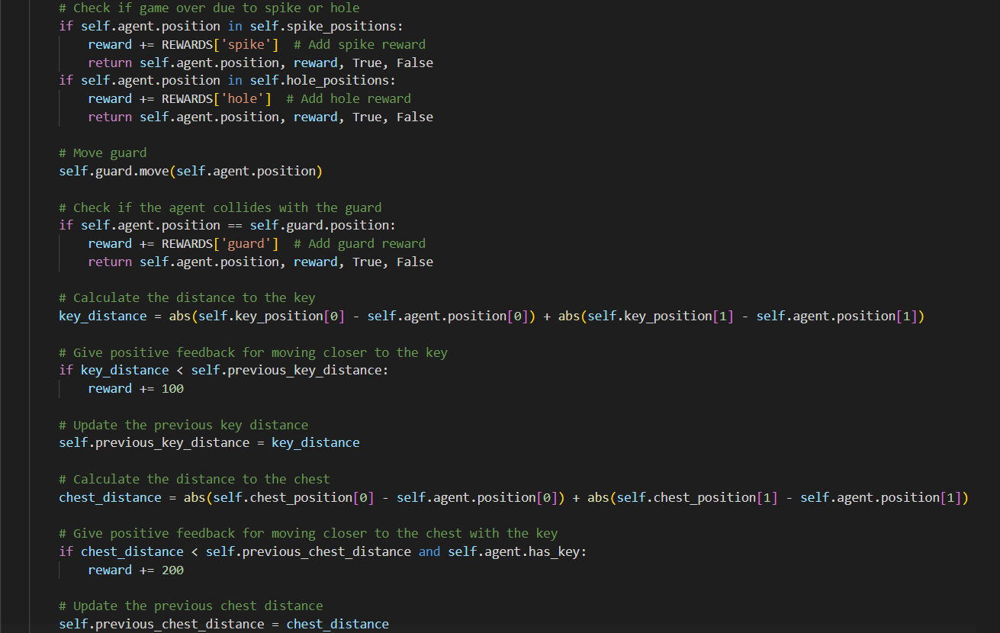 # Check if game over due to spike or hole
if self.agent.position in self.spike_positions:
    reward += REWARDS['spike']  # Add spike reward
    return self.agent.position, reward, True, False
if self.agent.position in self.hole_positions:
    reward += REWARDS['hole']  # Add hole reward
    return self.agent.position, reward, True, False

# Move guard
self.guard.move(self.agent.position)

# Check if the agent collides with the guard
if self.agent.position == self.guard.position:
    reward += REWARDS['guard']  # Add guard reward
    return self.agent.position, reward, True, False

# Calculate the distance to the key
key_distance = abs(self.key_position[0] - self.agent.position[0]) + abs(self.key_position[1] - self.agent.position[1])

# Give positive feedback for moving closer to the key
if key_distance < self.previous_key_distance:
    reward += 100

# Update the previous key distance
self.previous_key_distance = key_distance

# Calculate the distance to the chest
chest_distance = abs(self.chest_position[0] - self.agent.position[0]) + abs(self.chest_position[1] - self.agent.position[1])

# Give positive feedback for moving closer to the chest with the key
if chest_distance < self.previous_chest_distance and self.agent.has_key:
    reward += 200

# Update the previous chest distance
self.previous_chest_distance = chest_distance